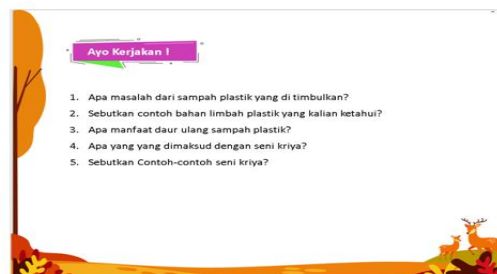 Ayo Kerjakan !
1. Apa masalah dari sampah plastik yang di timbulkan?
2. Sebutkan contoh bahan limbah plastik yang kalian ketahui?
3. Apa manfaat daur ulang sampah plastik?
4. Apa yang yang dimaksud dengan seni kriya?
5. Sebutkan Contoh-contoh seni kriya?